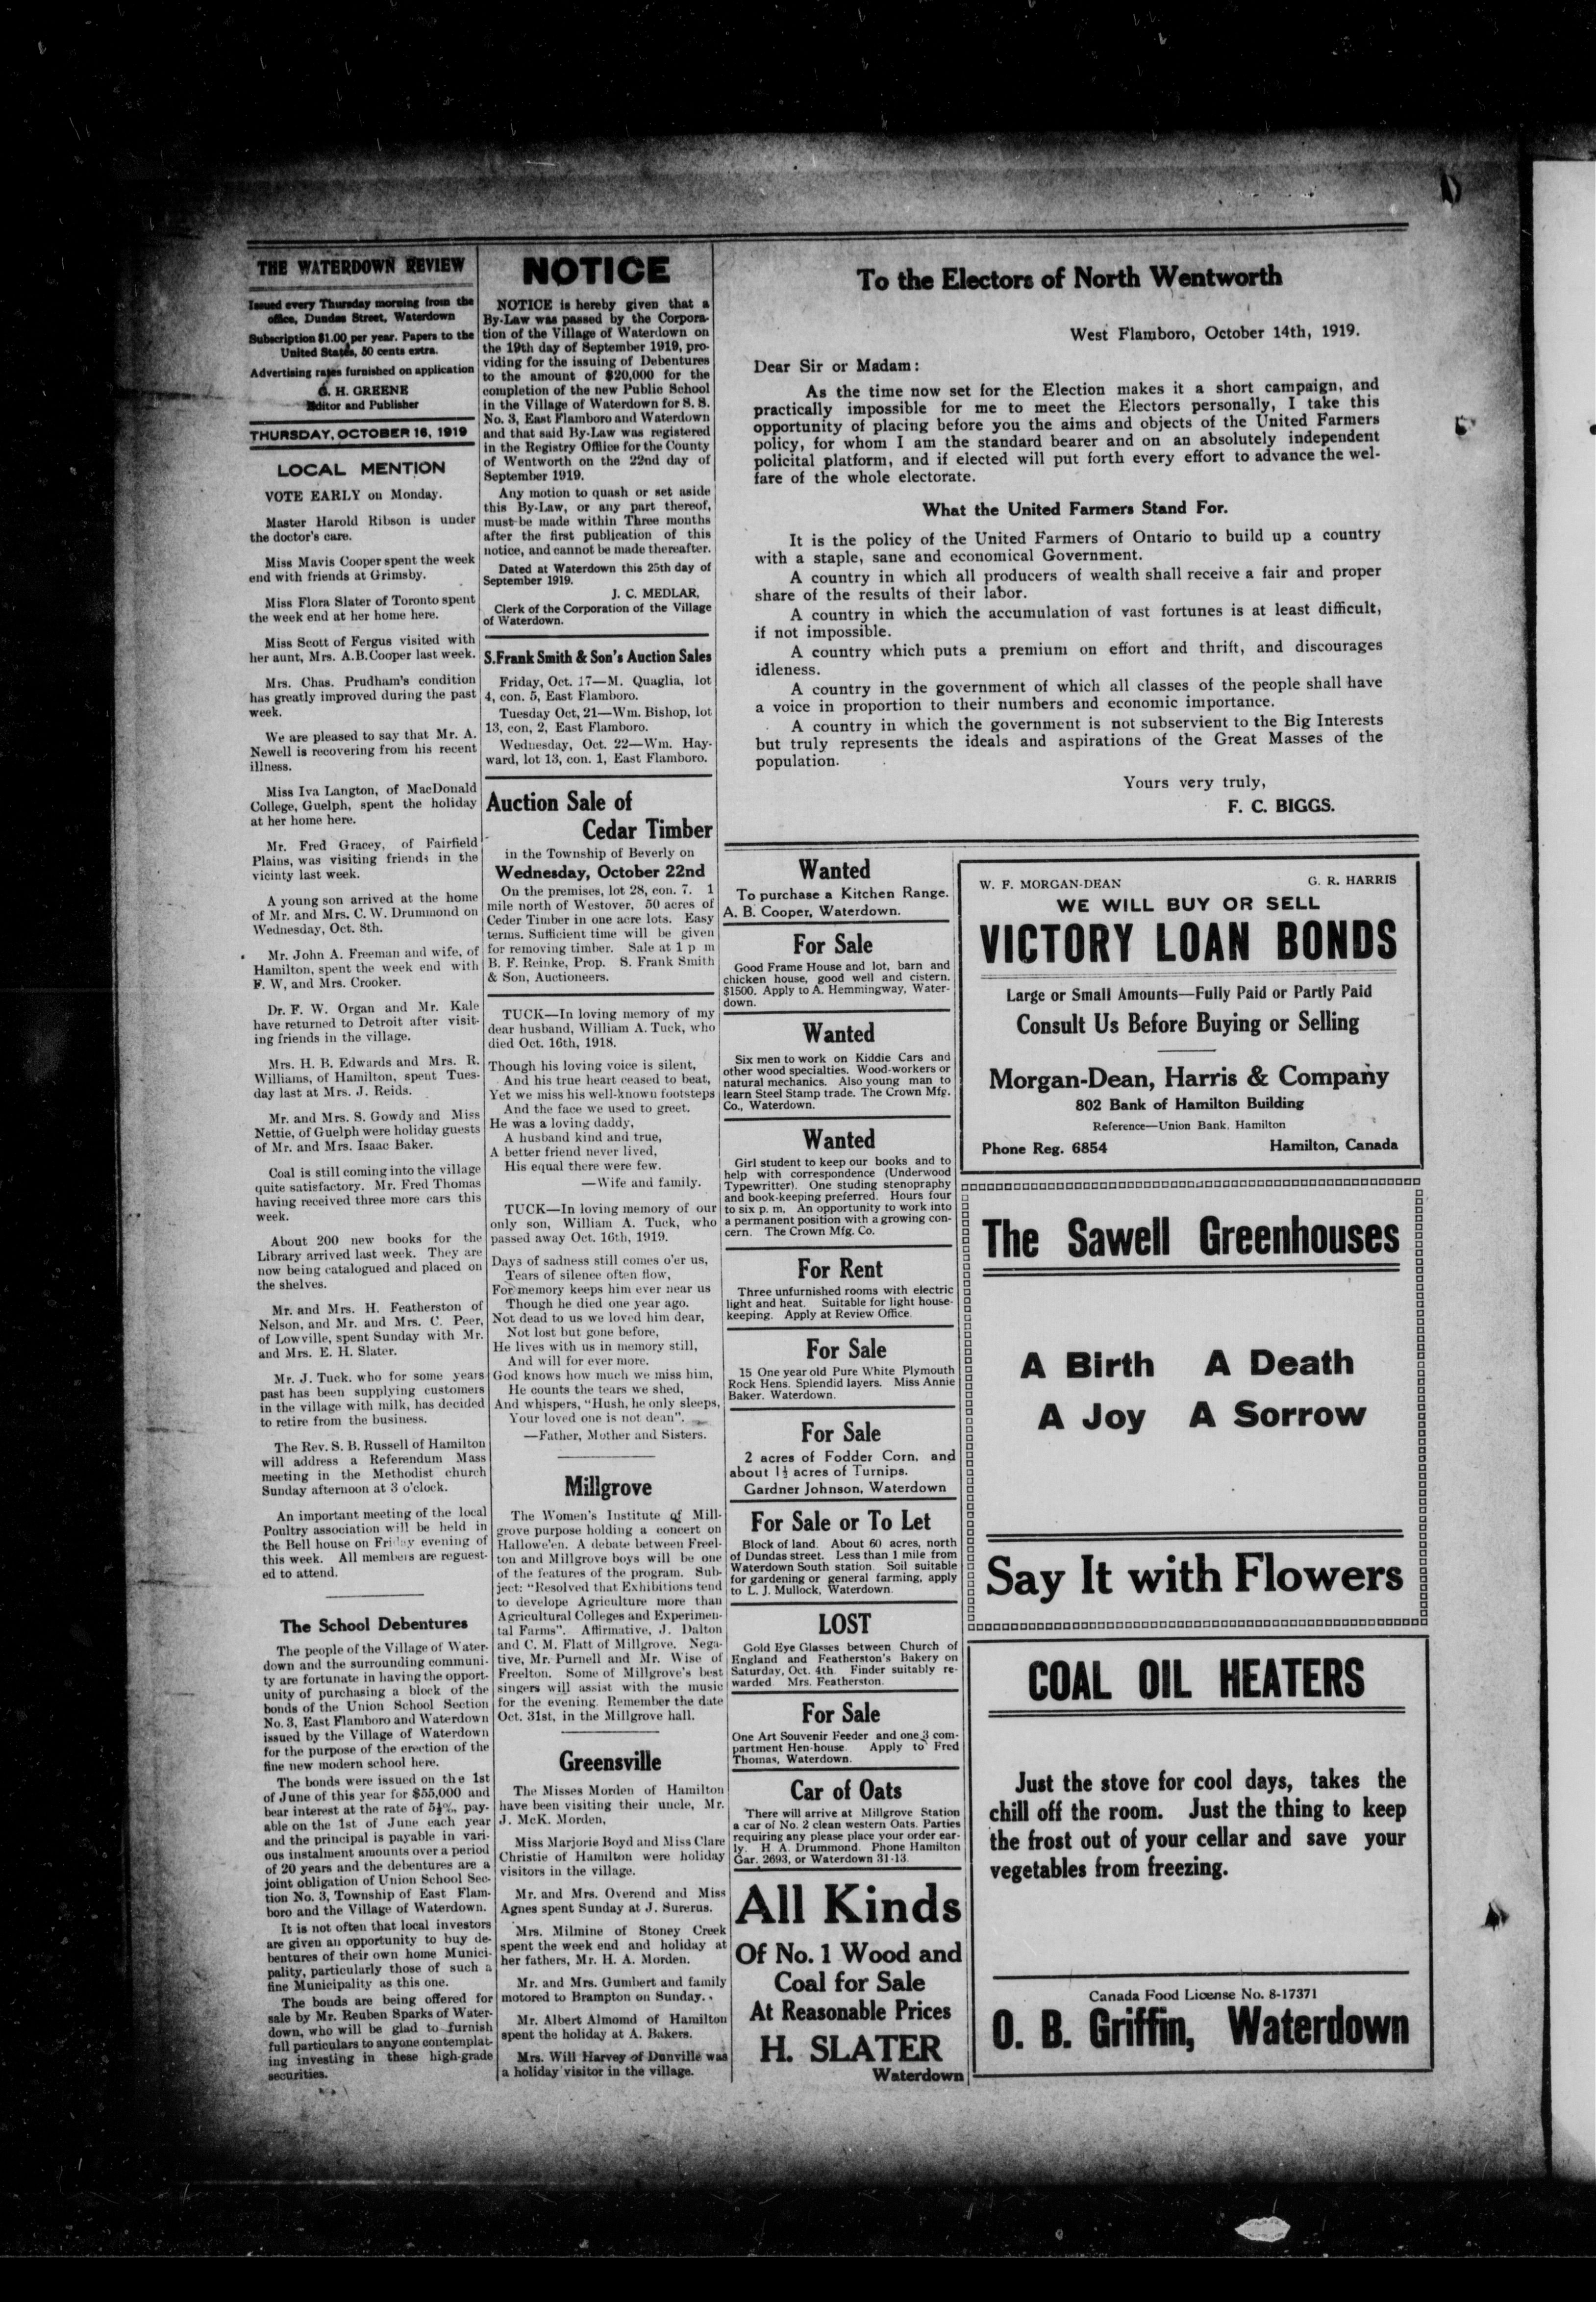 THE WATERDOWN REVIEW
Issued every Thursday morning from the
office, Dundas Street, Waterdown
Subscription $1.00 per year. Papers to the
United States, 50 cents extra.
Advertising rates furnished on application
G. H. GREENE
Editor and Publisher
THURSDAY, OCTOBER 16, 1919
LOCAL MENTION
VOTE EARLY on Monday.
Master Harold Ribson is under
the doctor's care.
Miss Mavis Cooper spent the week
end with friends at Grimsby.
Miss Flora Slater of Toronto spent
the week end at her home here.
Miss Scott of Fergus visited with
her aunt, Mrs. A.B.Cooper last week.
Mrs. Chas. Prudham's condition
has greatly improved during the past
week.
We are pleased to say that Mr. A.
Newell is recovering from his recent
illness.
Miss Iva Langton, of MacDonald
College, Guelph, spent the holiday
at her home here.
Mr. Fred Gracey, of Fairfield
Plains, was visiting friends in the
vicinty last week.
A young son arrived at the home
of Mr. and Mrs. C. W. Drummond on
Wednesday, Oct. 8th.
Mr. John A. Freeman and wife, of
Hamilton, spent the week end with
F. W, and Mrs. Crooker.
Dr. F. W. Organ and Mr. Kale
have returned to Detroit after visit-
ing friends in the village.
Mrs. H. B. Edwards and Mrs. R.
Williams, of Hamilton, spent Tues-
day last at Mrs. J. Reids.
Mr. and Mrs. S. Gowdy and Miss
Nettie, of Guelph were holiday guests
of Mr. and Mrs. Isaac Baker.
Coal is still coming into the village
quite satisfactory. Mr. Fred Thomas
having received three more cars this
week.
About 200 new books for the
Library arrived last week. They are
now being catalogued and placed on
the shelves.
Mr. and Mrs. H. Featherston of
Nelson, and Mr. and Mrs. C. Peer,
of Lowville, spent Sunday with Mr.
and Mrs. E. H. Slater.
Mr. J. Tuck. who for some years
past has been supplying customers
in the village with milk, has decided
to retire from the business.
The Rev. S. B. Russell of Hamilton
will address a Referendum Mass
meeting in the Methodist church
Sunday afternoon at 3 o'clock.
An important meeting of the local
Poultry association will be held in
the Bell house on Friday evening of
this week. All members are reguest-
ed to attend.
The School Debentures
The people of the Village of Water-
down and the surrounding communi-
ty are fortunate in having the opport-
unity of purchasing a block of the
bonds of the Union School Section
No. 3, East Flamboro and Waterdown
issued by the Village of Waterdown
for the purpose of the erection of the
fine new modern school here.
The bonds were issued on the 1st
of June of this year for $55,000 and
bear interest at the rate of 5½%, pay-
able on the 1st of June each year
and the principal is payable in vari-
ous instalment amounts over a period
of 20 years and the debentures are a
joint obligation of Union School Sec-
tion No. 3, Township of East Flam-
boro and the Village of Waterdown.
It is not often that local investors
are given an opportunity to buy de-
bentures of their own home Munici-
pality, particularly those of such a
fine Municipality as this one.
The bonds are being offered for
sale by Mr. Reuben Sparks of Water-
down, who will be glad to furnish
full particulars to anyone contemplat-
ing investing in these high-grade
securities.
NOTICE
NOTICE is hereby given that a
By-Law was passed by the Corpora-
tion of the Village of Waterdown on
the 19th day of September 1919, pro-
viding for the issuing of Debentures
to the amount of $20,000 for the
completion of the new Public School
in the Village of Waterdown for S. S.
No. 3, East Flamboro and Waterdown
and that said By-Law was registered
in the Registry Offiice for the County
of Wentworth on the 22nd day of
September 1919.
Any motion to quash or set aside
this By-Law, or any part thereof,
must be made within Three months
after the first publication of this
notice, and cannot be made thereafter.
Dated at Waterdown this 25th day of
September 1919.
J. C. MEDLAR,
Clerk of the Corporation of the Village
of Waterdown.
S.Frank Smith & Son's Auction Sales
Friday, Oct. 17—M. Quaglia, lot
4, con. 5, East Flamboro.
Tuesday Oct, 21—Wm. Bishop, lot
13, con, 2, East Flamboro.
Wednesday, Oct. 22—Wm. Hay-
ward, lot 13, con. 1, East Flamboro.
Auction Sale of
Cedar Timber
in the Township of Beverly on
Wednesday, October 22nd
On the premises, lot 28, con. 7. 1
mile north of Westover, 50 acres of
Ceder Timber in one acre lots. Easy
terms. Sufficient time will be given
for removing timber. Sale at 1 p m
B. F. Reinke, Prop. S. Frank Smith
& Son, Auctioneers.
TUCK—In loving memory of my
dear husband, William A. Tuck, who
died Oct. 16th, 1918.
Though his loving voice is silent,
And his true heart ceased to beat,
Yet we miss his well-known footsteps
And the face we used to greet.
He was a loving daddy,
A husband kind and true,
A better friend never lived,
His equal there were few.
—Wife and family.
TUCK—In loving memory of our
only son, William A. Tuck, who
passed away Oct. 16th, 1919.
Days of sadness still comes o'er us,
Tears of silence often flow,
For memory keeps him ever near us
Though he died one year ago.
Not dead to us we loved him dear,
Not lost but gone before,
He lives with us in memory still,
And will for ever more.
God knows how much we miss him,
He counts the tears we shed,
And whispers, "Hush, he only sleeps,
Your loved one is not dean".
—Father, Mother and Sisters.
Millgrove
The Women's Institute of Mill-
grove purpose holding a concert on
Hallowe'en. A debate between Freel-
ton and Millgrove boys will be one
of the features of the program. Sub-
ject: "Resolved that Exhibitions tend
to develope Agriculture more than
Agricultural Colleges and Experimen-
tal Farms". Affirmative, J. Dalton
and C. M. Flatt of Millgrove. Nega-
tive, Mr. Purnell and Mr. Wise of
Freelton. Some of Millgrove's best
singers will assist with the music
for the evening. Remember the date
Oct. 31st, in the Millgrove hall.
Greensville
The Misses Morden of Hamilton
have been visiting their uncle, Mr.
J. McK. Morden,
Miss Marjorie Boyd and Miss Clare
Christie of Hamilton were holiday
visitors in the village.
Mr. and Mrs. Overend and Miss
Agnes spent Sunday at J. Surerus.
Mrs. Milmine of Stoney Creek
spent the week end and holiday at
her fathers, Mr. H. A. Morden.
Mr. and Mrs. Gumbert and family
motored to Brampton on Sunday.
Mr. Albert Almomd of Hamilton
spent the holiday at A. Bakers.
Mrs. Will Harvey of Dunville was
a holiday visitor in the village.
To the Electors of North Wentworth
West Flamboro, October 14th, 1919.
Dear Sir or Madam:
As the time now set for the Election makes it a short campaign, and
practically impossible for me to meet the Electors personally, I take this
opportunity of placing before you the aims and objects of the United Farmers
policy, for whom I am the standard bearer and on an absolutely independent
policital platform, and if elected will put forth every effort to advance the wel-
fare of the whole electorate.
What the United Farmers Stand For.
It is the policy of the United Farmers of Ontario to build up a country
with a staple, sane and economical Government.
A country in which all producers of wealth shall receive a fair and proper
share of the results of their labor.
A country in which the accumulation of vast fortunes is at least difficult,
if not impossible.
A country which puts a premium on effort and thrift, and discourages
idleness.
A country in the government of which all classes of the people shall have
a voice in proportion to their numbers and economic importance.
A country in which the government is not subservient to the Big Interests
but truly represents the ideals and aspirations of the Great Masses of the
population.
Yours very truly,
F. C. BIGGS.
Wanted
To purchase a Kitchen Range.
A. B. Cooper, Waterdown.
For Sale
Good Frame House and lot, barn and
chicken house, good well and cistern.
$1500. Apply to A. Hemmingway, Water-
down.
Wanted
Six men to work on Kiddie Cars and
other wood specialties. Wood-workers or
natural mechanics. Also young man to
learn Steel Stamp trade. The Crown Mfg.
Co., Waterdown.
Wanted
Girl student to keep our books and to
help with correspondence (Underwood
Typewritter). One studing stenopraphy
and book-keeping preferred. Hours four
to six p. m. An opportunity to work into
a permanent position with a growing con-
cern. The Crown Mfg. Co.
For Rent
Three unfurnished rooms with electric
light and heat. Suitable for light house-
keeping. Apply at Review Office.
For Sale
15 One year old Pure White Plymouth
Rock Hens. Splendid layers. Miss Annie
Baker. Waterdown.
For Sale
2 acres of Fodder Corn, and
about 1½ acres of Turnips.
Gardner Johnson, Waterdown
For Sale or To Let
Block of land. About 60 acres, north
of Dundas street. Less than 1 mile from
Waterdown South station. Soil suitable
for gardening or general farming, apply
to L. J. Mullock, Waterdown.
LOST
Gold Eye Glasses between Church of
England and Featherston's Bakery on
Saturday, Oct. 4th. Finder suitably re-
warded. Mrs. Featherston.
For Sale
One Art Souvenir Feeder and one 3 com-
partment Hen-house. Apply to Fred
Thomas, Waterdown.
Car of Oats
There will arrive at Millgrove Station
a car of No. 2 clean western Oats. Parties
requiring any please place your order ear-
ly. H A. Drummond. Phone Hamilton
Gar. 2693, or Waterdown 31-13.
All Kinds
Of No. 1 Wood and
Coal for Sale
At Reasonable Prices
H. SLATER
Waterdown
W. F. MORGAN-DEAN G. R. HARRIS
WE WILL BUY OR SELL
VICTORY LOAN BONDS
Large or Small Amounts—Fully Paid or Partly Paid
Consult Us Before Buying or Selling
Morgan-Dean, Harris & Company
802 Bank of Hamilton Building
Reference—Union Bank, Hamilton
Phone Reg. 6854 Hamilton, Canada
The Sawell Greenhouses
A Birth A Death
A Joy A Sorrow
Say It with Flowers
COAL OIL HEATERS
Just the stove for cool days, takes the
chill off the room. Just the thing to keep
the frost out of your cellar and save your
vegetables from freezing.
Canada Food License No. 8-17371
O. B. Griffin, Waterdown